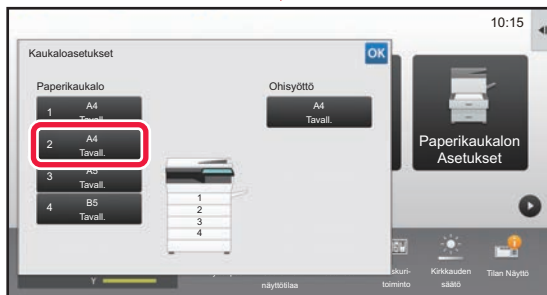 10:15
Kaukaloasetukset
OK
Paperikaukalo
Ohisyöttö
1 A4
Tavall.
A4
Tavall.
2 A4
Tavall.
3 A5
Tavall.
4 B5
Tavall.
1
2
3
4
Paperikaukalon
Asetukset
Y
näyttötilaa
toiminto
Kirkkauden
säätö
Tilan Näyttö